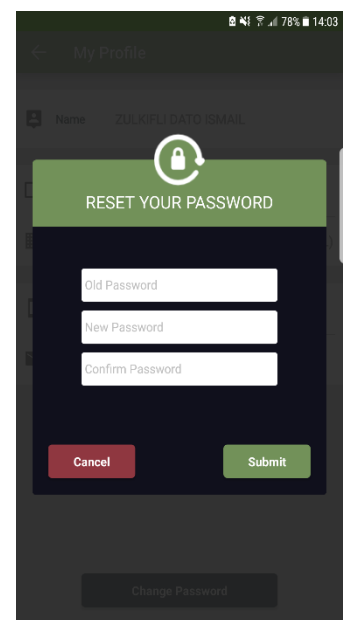 78% 14:03
My Profile
Name ZULKIFLI DATO ISMAIL
RESET YOUR PASSWORD
)
Old Password
New Password
Confirm Password
Cancel Submit
Change Password